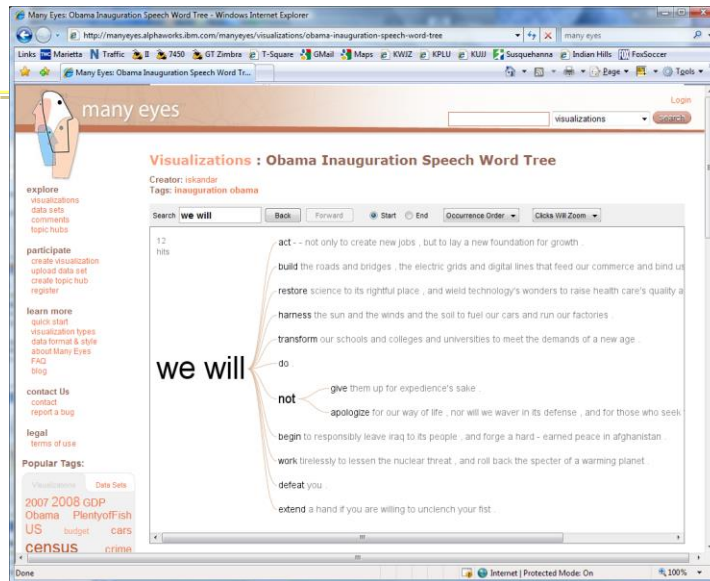 Many Eyes: Obama Inauguration Speech Word Tree - Windows Internet Explorer
http://manyeyes.alphaworks.ibm.com/manyeyes/visualizations/obama-inauguration-speech-word-tree
many eyes
Links Marietta Traffic II 7450 GT Zimbra T-Square GMail Maps KWJZ KPLU KUJJ Susquehanna Indian Hills FoxSoccer
Many Eyes: Obama Inauguration Speech Word Tr...
Page Tools
many eyes
Login
visualizations search
Visualizations : Obama Inauguration Speech Word Tree
Creator: iskandar
Tags: inauguration obama
Search we will Back Forward Start End Occurrence Order Clicks Will Zoom
12
hits
we will
act - - not only to create new jobs , but to lay a new foundation for growth .
build the roads and bridges , the electric grids and digital lines that feed our commerce and bind us
restore science to its rightful place , and wield technology's wonders to raise health care's quality a
harness the sun and the winds and the soil to fuel our cars and run our factories .
transform our schools and colleges and universities to meet the demands of a new age .
do .
not
give them up for expedience's sake .
apologize for our way of life , nor will we waver in its defense , and for those who seek
begin to responsibly leave iraq to its people , and forge a hard - earned peace in afghanistan .
work tirelessly to lessen the nuclear threat , and roll back the specter of a warming planet .
defeat you .
extend a hand if you are willing to unclench your fist .
explore
visualizations
data sets
comments
topic hubs
participate
create visualization
upload data set
create topic hub
register
learn more
quick start
visualization types
data format & style
about Many Eyes
FAQ
blog
contact Us
contact
report a bug
legal
terms of use
Popular Tags:
Visualizations Data Sets
2007 2008 GDP
Obama PlentyofFish
US budget cars
census crime
Done
Internet | Protected Mode: On
100%